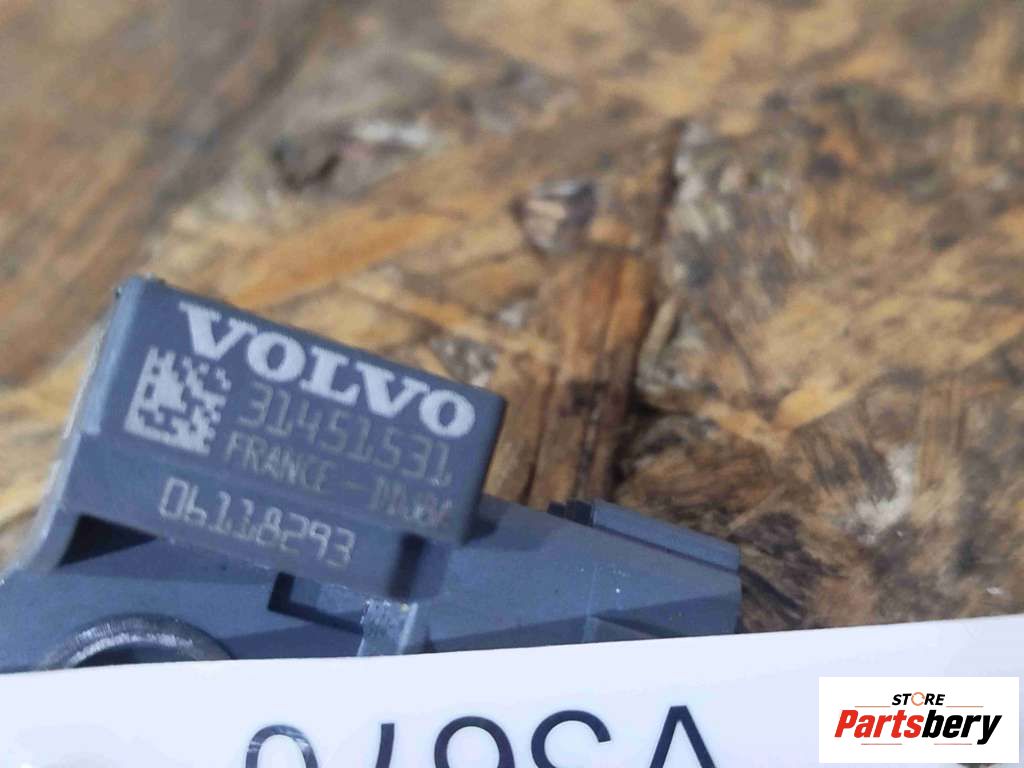 VOLVO
31451531
FRANCE -
06118293
STORE
Partsbery